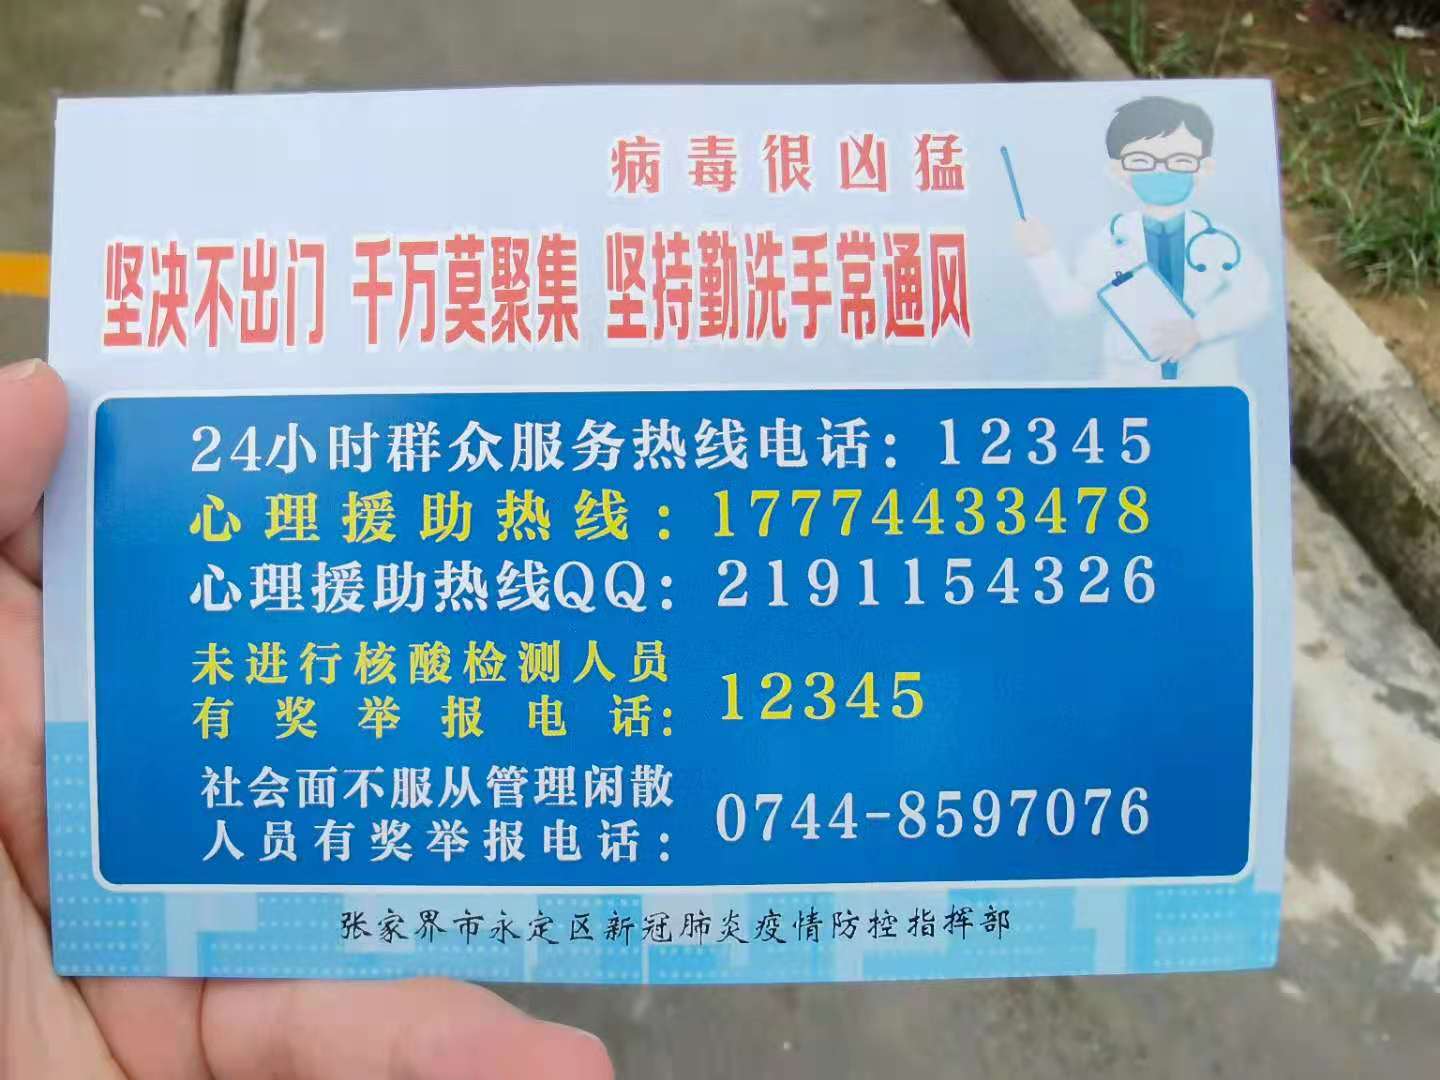 病毒很凶猛
坚决不出门 千万莫聚集 坚持勤洗手常通风
24小时群众服务热线电话：12345
心理援助热线：17774433478
心理援助热线QQ：2191154326
未进行核酸检测人员
有奖举报电话：12345
社会面不服从管理闲散
人员有奖举报电话：0744-8597076
张家界市永定区新冠肺炎疫情防控指挥部